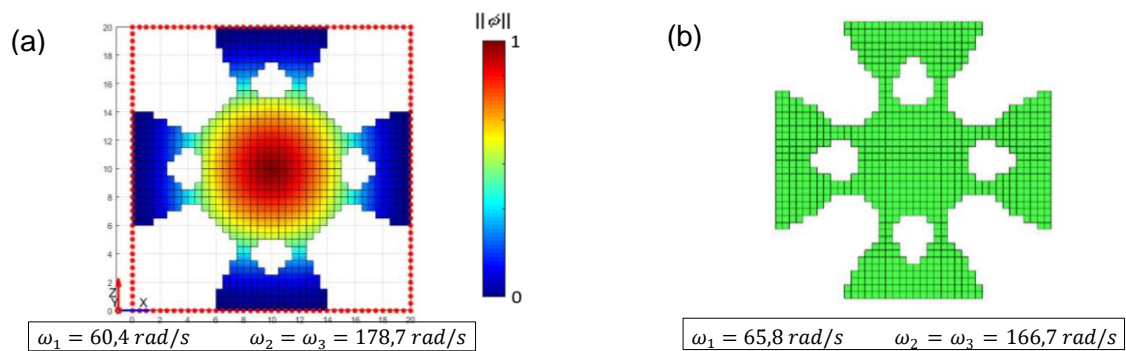 (a)
20
18
16
14
12
10
8
6
4
2
0
Z
Y
X
0 2 4 6 8 10 12 14 16 18 20
||ϕ||
1
0
ω₁ = 60,4 rad/s ω₂ = ω₃ = 178,7 rad/s
(b)
ω₁ = 65,8 rad/s ω₂ = ω₃ = 166,7 rad/s